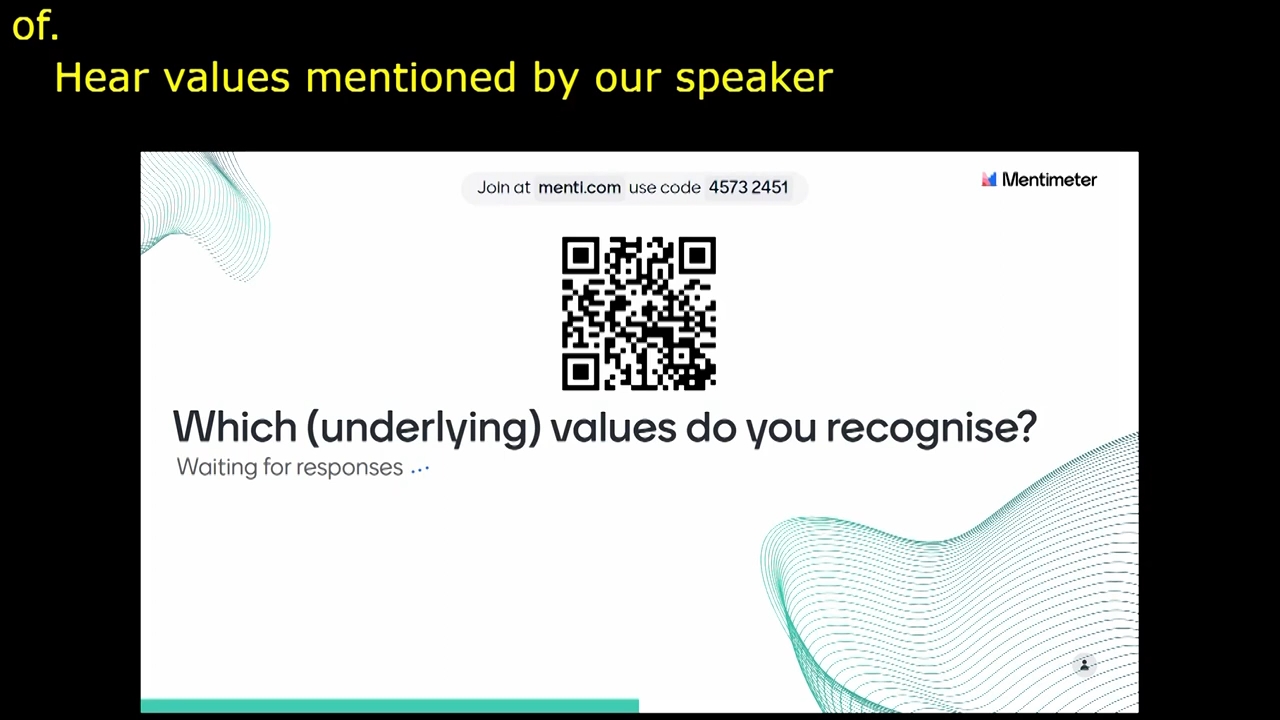 of.
Hear values mentioned by our speaker
Join at menti.com use code 4573 2451
Mentimeter
Which (underlying) values do you recognise?
Waiting for responses ...